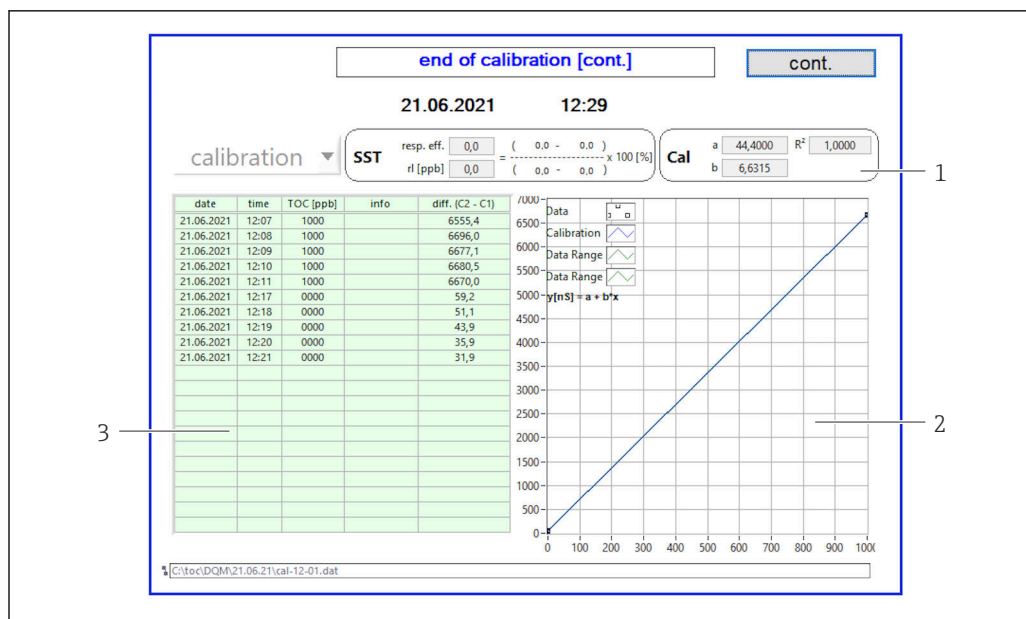 end of calibration [cont.]
cont.
21.06.2021 12:29
calibration
SST
resp. eff. 0,0 = ( 0,0 - 0,0 ) x 100 [%]
rl [ppb] 0,0 ( 0,0 - 0,0 )
Cal
a 44,4000 R² 1,0000
b 6,6315
1
date time TOC [ppb] info diff. (C2 - C1)
21.06.2021 12:07 1000 6555,4
21.06.2021 12:08 1000 6696,0
21.06.2021 12:09 1000 6677,1
21.06.2021 12:10 1000 6680,5
21.06.2021 12:11 1000 6670,0
21.06.2021 12:17 0000 59,2
21.06.2021 12:18 0000 51,1
21.06.2021 12:19 0000 43,9
21.06.2021 12:20 0000 35,9
21.06.2021 12:21 0000 31,9
3
7000
6500
6000
5500
5000
4500
4000
3500
3000
2500
2000
1500
1000
500
0
Data
Calibration
Data Range
Data Range
y[nS] = a + b*x
2
0 100 200 300 400 500 600 700 800 900 1000
C:\toc\DQM\21.06.21\cal-12-01.dat